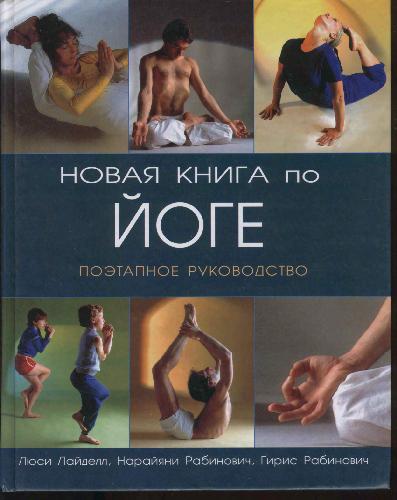 НОВАЯ КНИГА ПО
ЙОГЕ
ПОЭТАПНОЕ РУКОВОДСТВО
Люси Лайделл, Нарайяни Рабинович, Гирис Рабинович